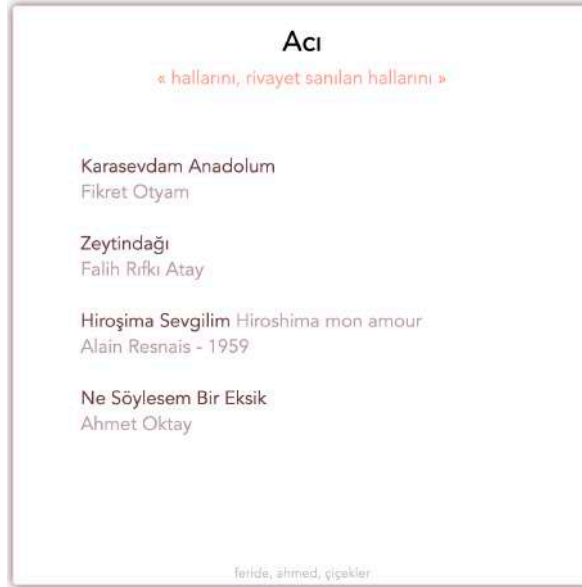 Acı
« hallarını, rivayet sanılan hallarını »
Karasevdam Anadolum
Fikret Otyam
Zeytindağı
Falih Rıfkı Atay
Hiroşima Sevgilim Hiroshima mon amour
Alain Resnais - 1959
Ne Söylesem Bir Eksik
Ahmet Oktay
feride, ahmed, çiçekler